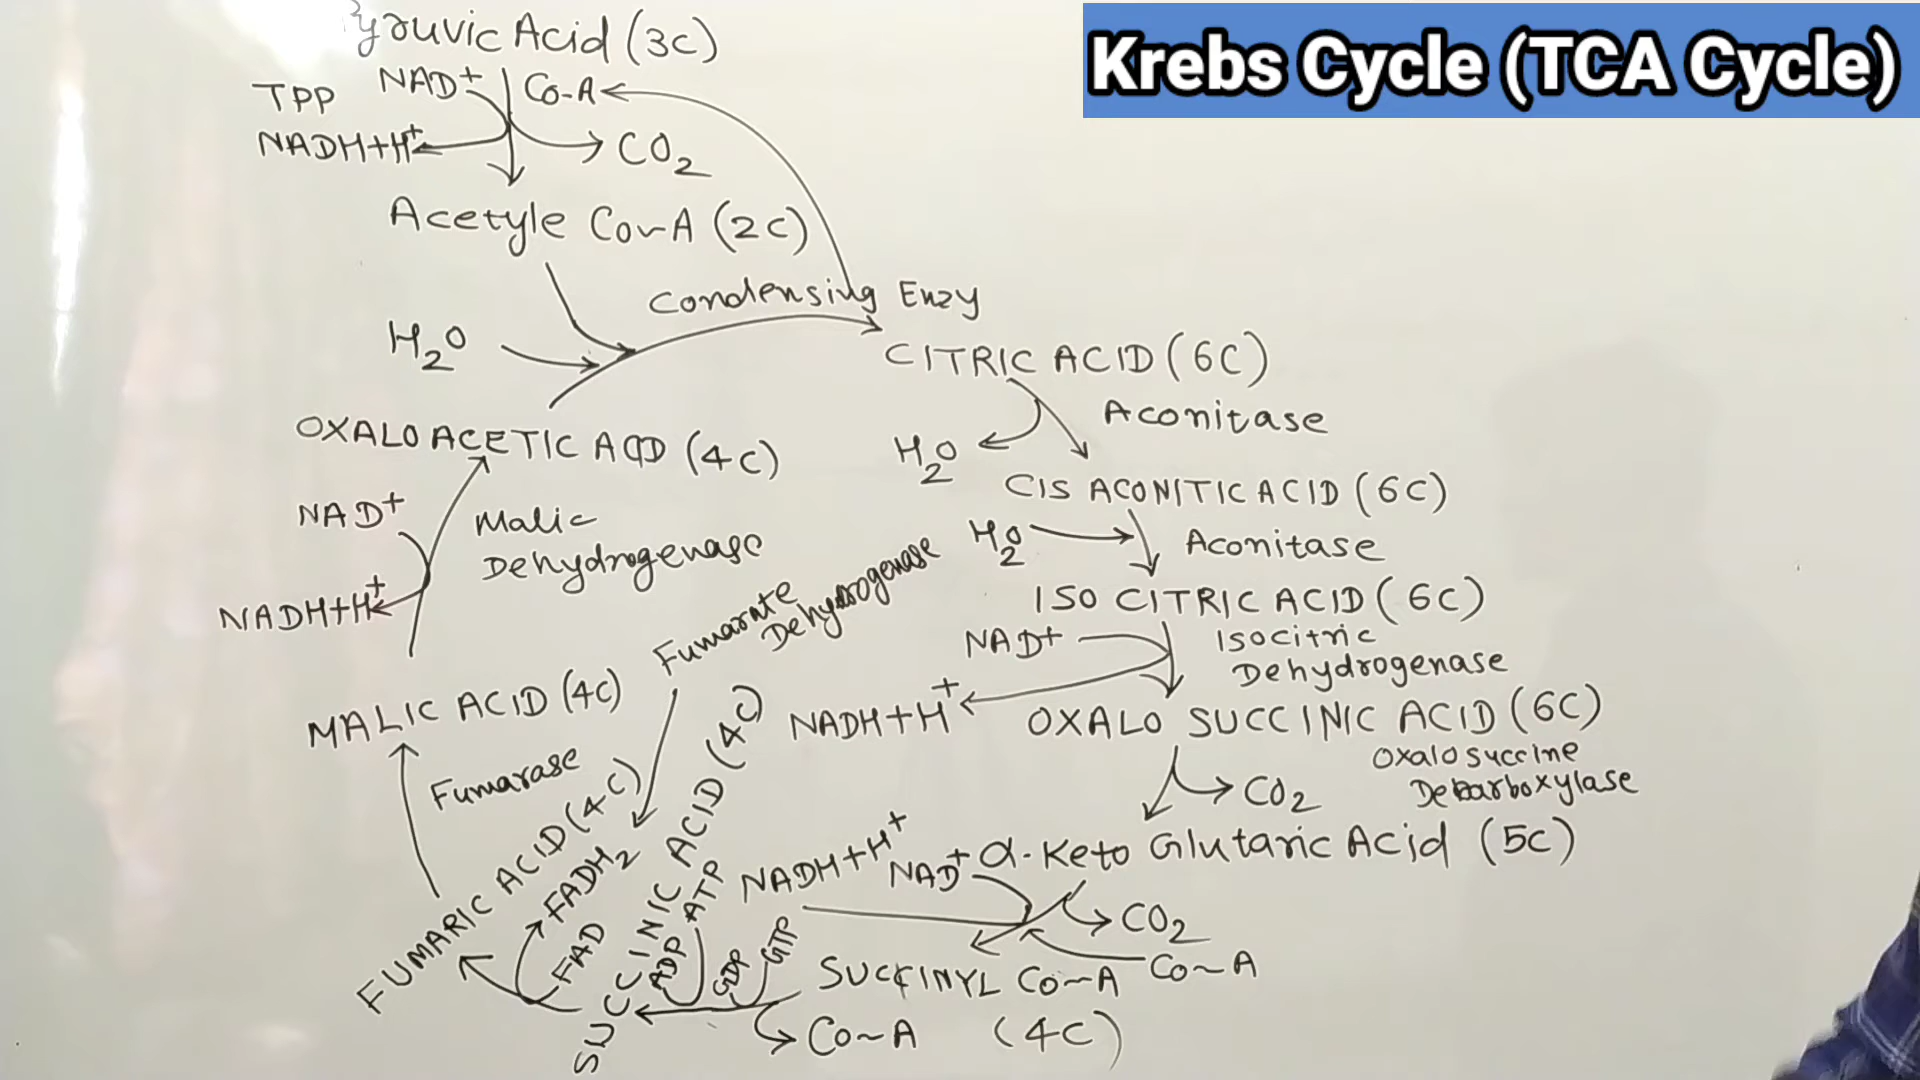 Krebs Cycle (TCA Cycle)
Pyruvic Acid (3C)
TPP NAD+ Co-A
NADH+H+ CO2
Acetyle Co~A (2C)
Condensing Enzy
H2O
CITRIC ACID (6C)
Aconitase
H2O
OXALO ACETIC ACID (4C)
CIS ACONITIC ACID (6C)
NAD+
Malic
Dehydrogenase
H2O Aconitase
NADH+H+
ISO CITRIC ACID (6C)
Fumarate
Dehydrogenase
NAD+ Isocitric
Dehydrogenase
NADH+H+
OXALO SUCCINIC ACID (6C)
MALIC ACID (4C)
Oxalo succine
Decarboxylase
CO2
Fumarase
α-Keto Glutaric Acid (5C)
NADH+H+ NAD+
CO2
Co~A
SUCCINYL Co~A
(4C)
Co~A
GDP GTP
ADP ATP
SUCCINIC ACID (4C)
FAD FADH2
FUMARIC ACID (4C)